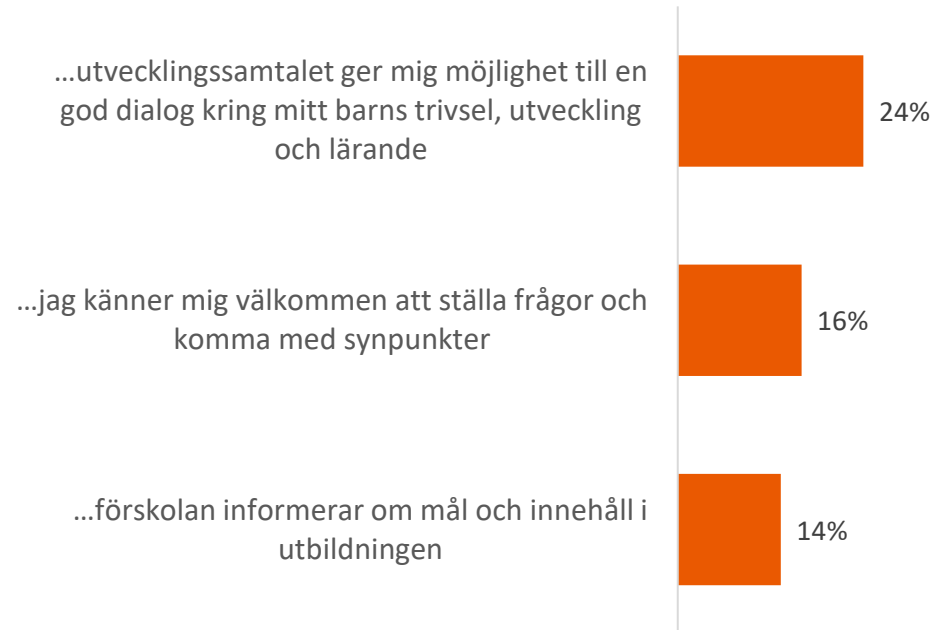 ...utvecklingssamtalet ger mig möjlighet till en
god dialog kring mitt barns trivsel, utveckling
och lärande
24%
...jag känner mig välkommen att ställa frågor och
komma med synpunkter
16%
...förskolan informerar om mål och innehåll i
utbildningen
14%